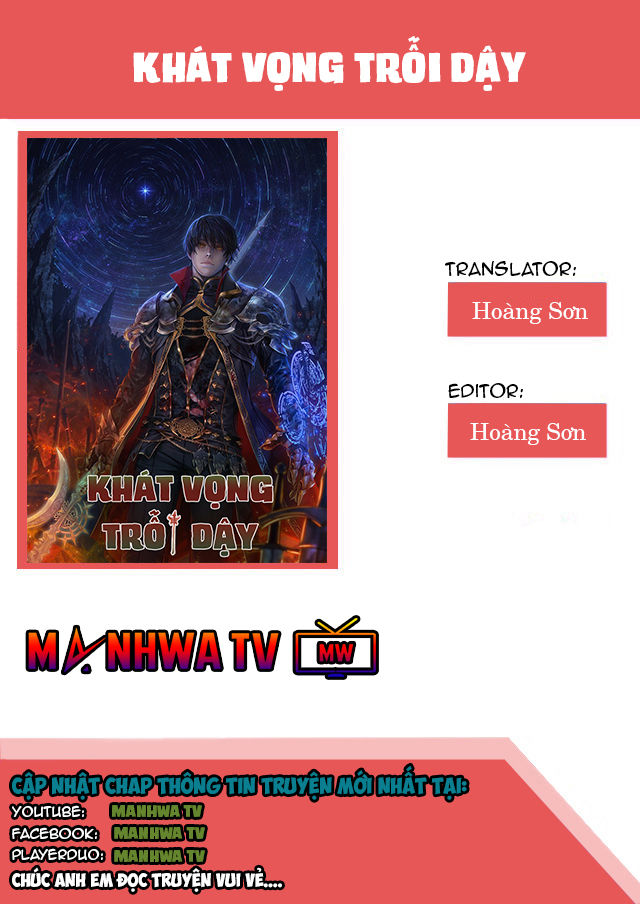 KHÁT VỌNG TRỖI DẬY
TRANSLATOR:
Hoàng Sơn
EDITOR:
Hoàng Sơn
KHÁT VỌNG
TRỖI DẬY
MANHWA TV
MW
CẬP NHẬT CHAP THÔNG TIN TRUYỆN MỚI NHẤT TẠI:
YOUTUBE: MANHWA TV
FACEBOOK: MANHWA TV
PLAYERDUO: MANHWA TV
CHÚC ANH EM ĐỌC TRUYỆN VUI VẺ....